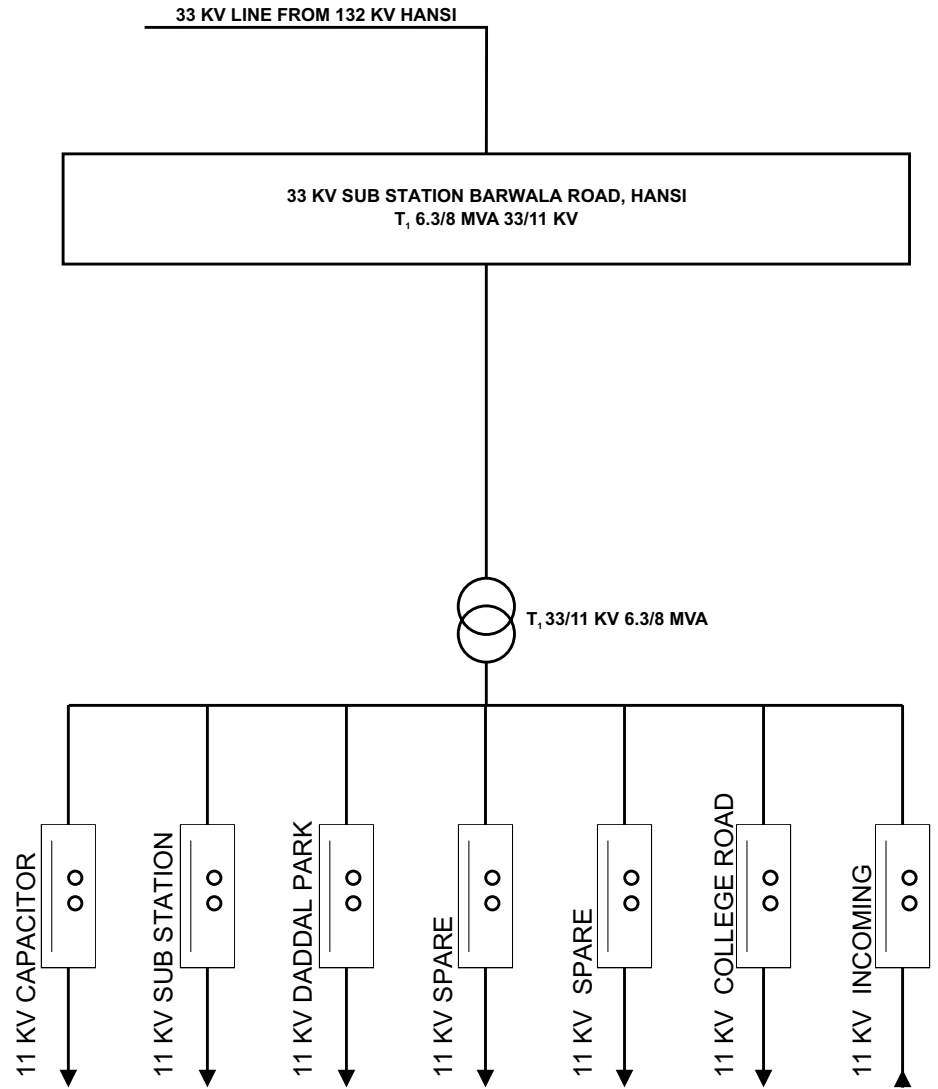 33 KV LINE FROM 132 KV HANSI
33 KV SUB STATION BARWALA ROAD, HANSI
T₁ 6.3/8 MVA 33/11 KV
T₁ 33/11 KV 6.3/8 MVA
11 KV CAPACITOR
11 KV SUB STATION
11 KV DADDAL PARK
11 KV SPARE
11 KV SPARE
11 KV COLLEGE ROAD
11 KV INCOMING